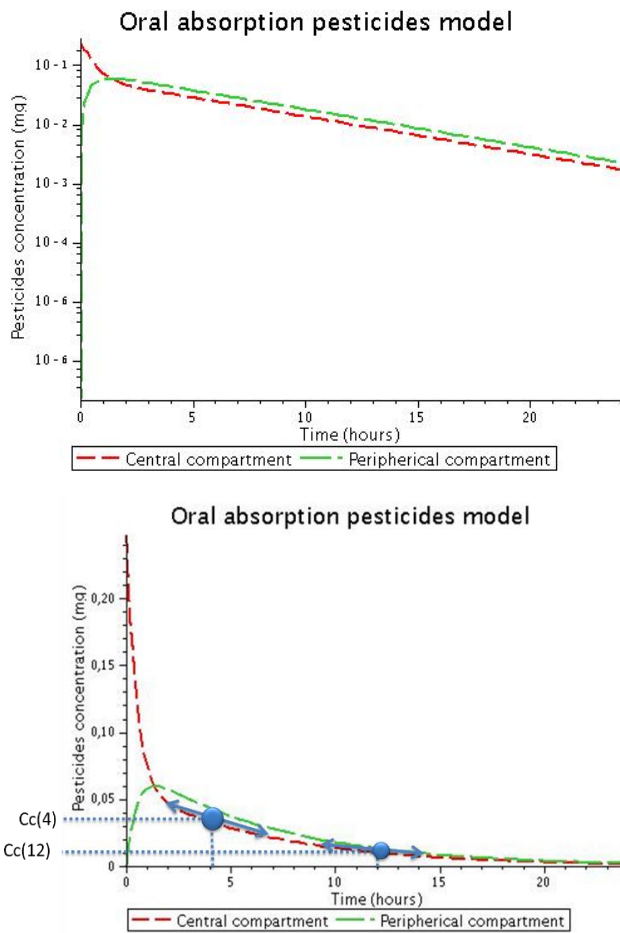 Oral absorption pesticides model
Pesticides concentration (mg)
10 - 1
10 - 2
10 - 3
10 - 4
10 - 6
10 - 6
0 5 10 15 20
Time (hours)
Central compartment Peripherical compartment
Oral absorption pesticides model
Pesticides concentration (mg)
0,20
0,15
0,10
0,05
Cc(4)
Cc(12)
0
0 5 10 15 20
Time (hours)
Central compartment Peripherical compartment